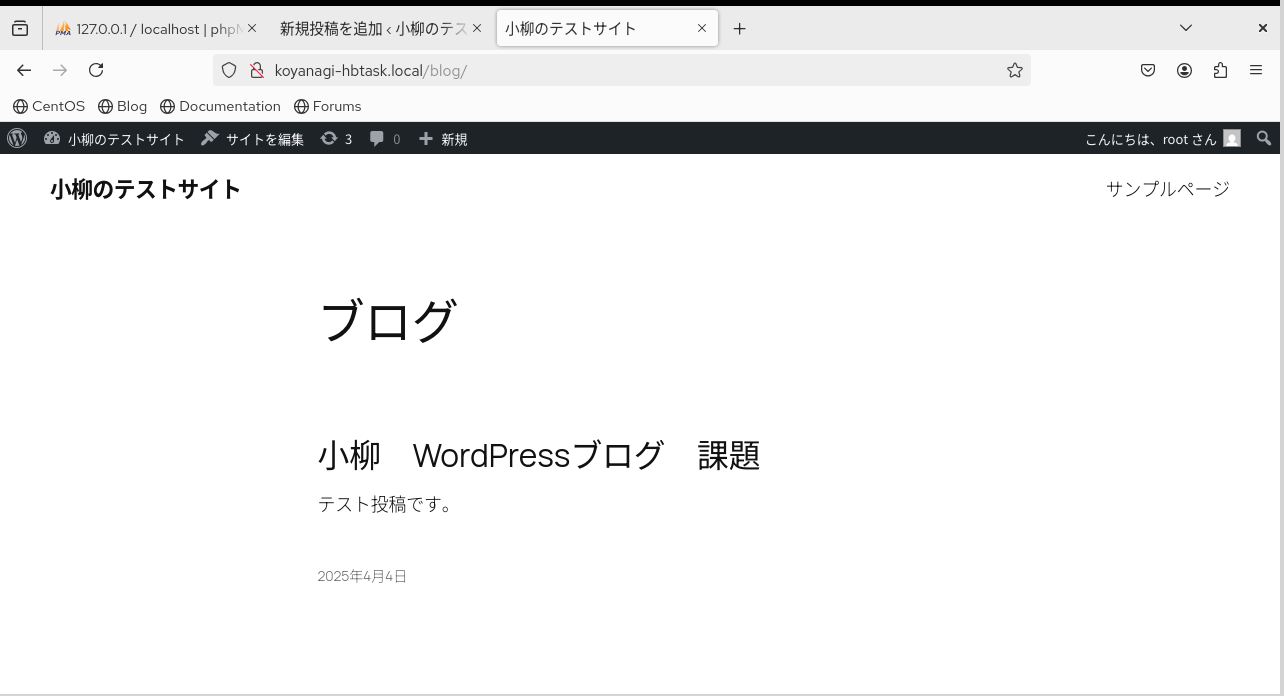 127.0.0.1 / localhost | phpM
新規投稿を追加 ‹ 小柳のテス
小柳のテストサイト
koyanagi-hbtask.local/blog/
CentOS Blog Documentation Forums
小柳のテストサイト サイトを編集 3 0 新規 こんにちは、root さん
小柳のテストサイト サンプルページ
ブログ
小柳　WordPressブログ　課題
テスト投稿です。
2025年4月4日